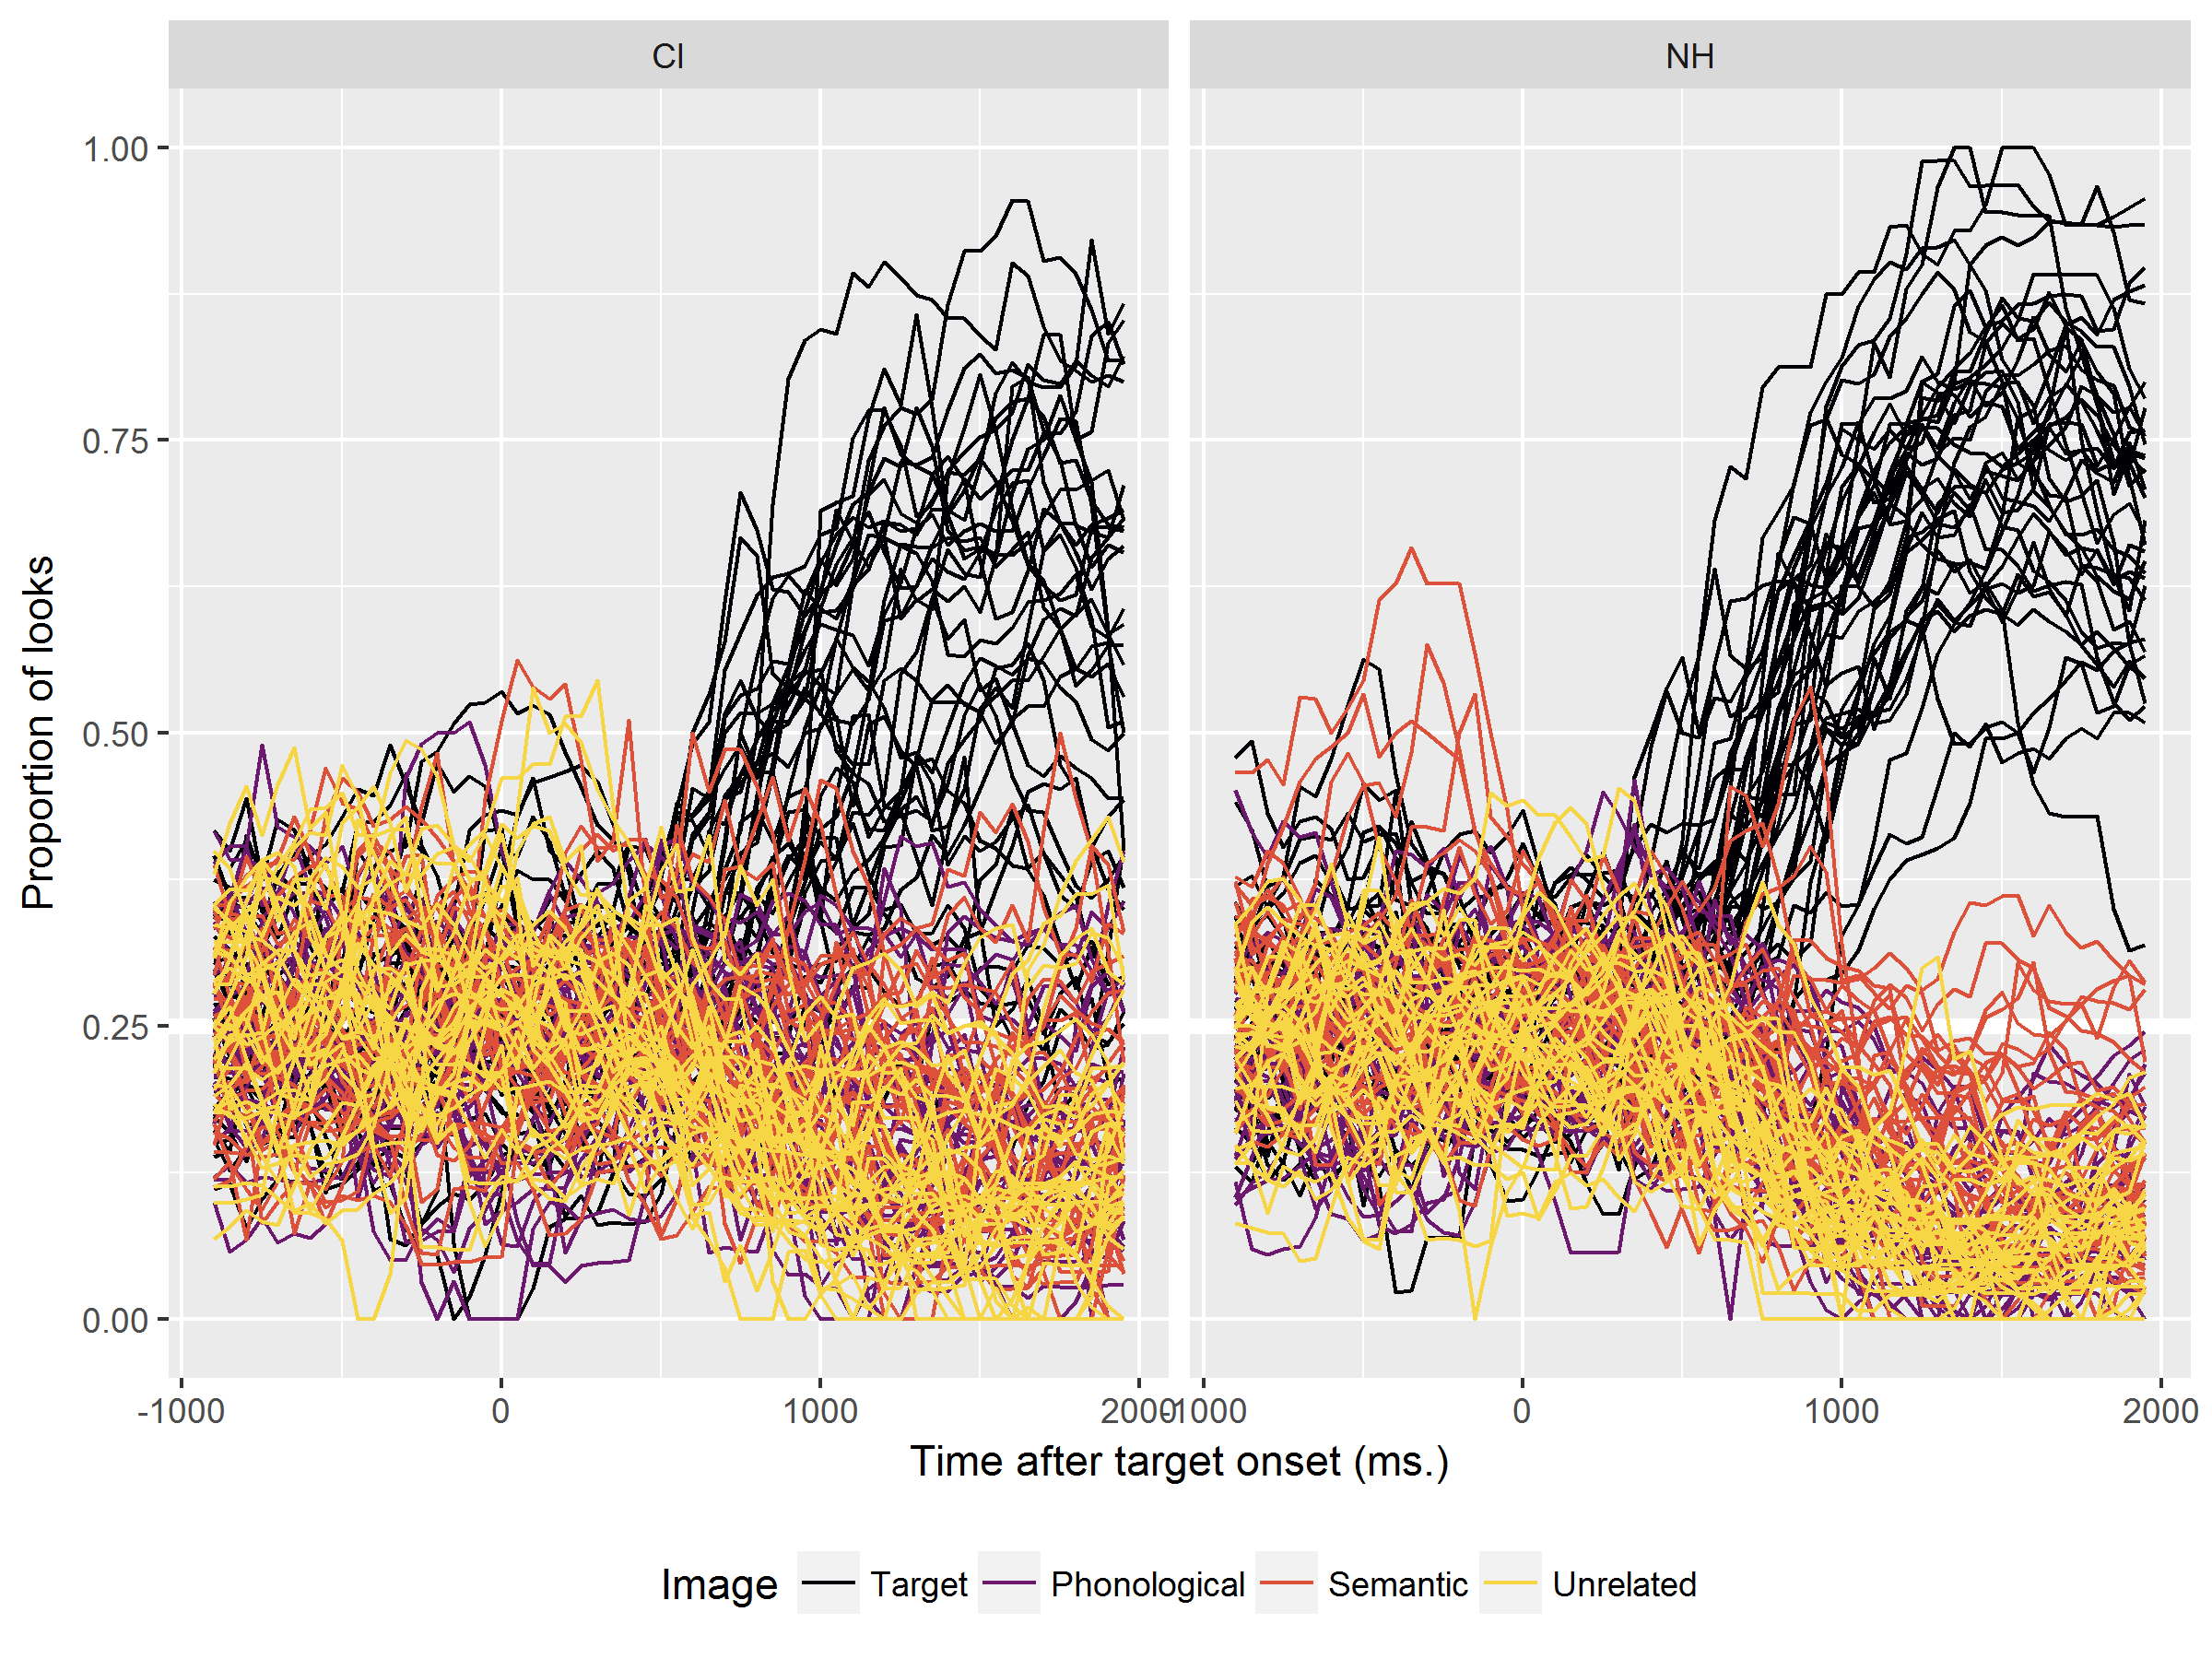 CI NH
1.00
0.75
0.50
0.25
0.00
Proportion of looks
-1000 0 1000 2000 -1000 0 1000 2000
Time after target onset (ms.)
Image Target Phonological Semantic Unrelated